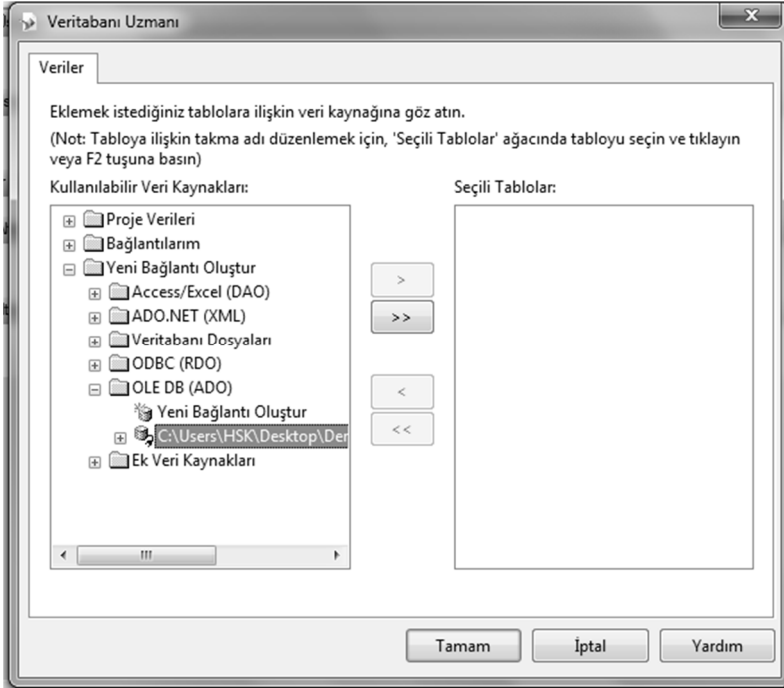 Veritabanı Uzmanı
Veriler
Eklemek istediğiniz tablolara ilişkin veri kaynağına göz atın.
(Not: Tabloya ilişkin takma adı düzenlemek için, 'Seçili Tablolar' ağacında tabloyu seçin ve tıklayın
veya F2 tuşuna basın)
Kullanılabilir Veri Kaynakları:
Seçili Tablolar:
Proje Verileri
Bağlantılarım
Yeni Bağlantı Oluştur
Access/Excel (DAO)
ADO.NET (XML)
Veritabanı Dosyaları
ODBC (RDO)
OLE DB (ADO)
Yeni Bağlantı Oluştur
C:\Users\HSK\Desktop\Der
Ek Veri Kaynakları
>
>>
<
<<
Tamam
İptal
Yardım